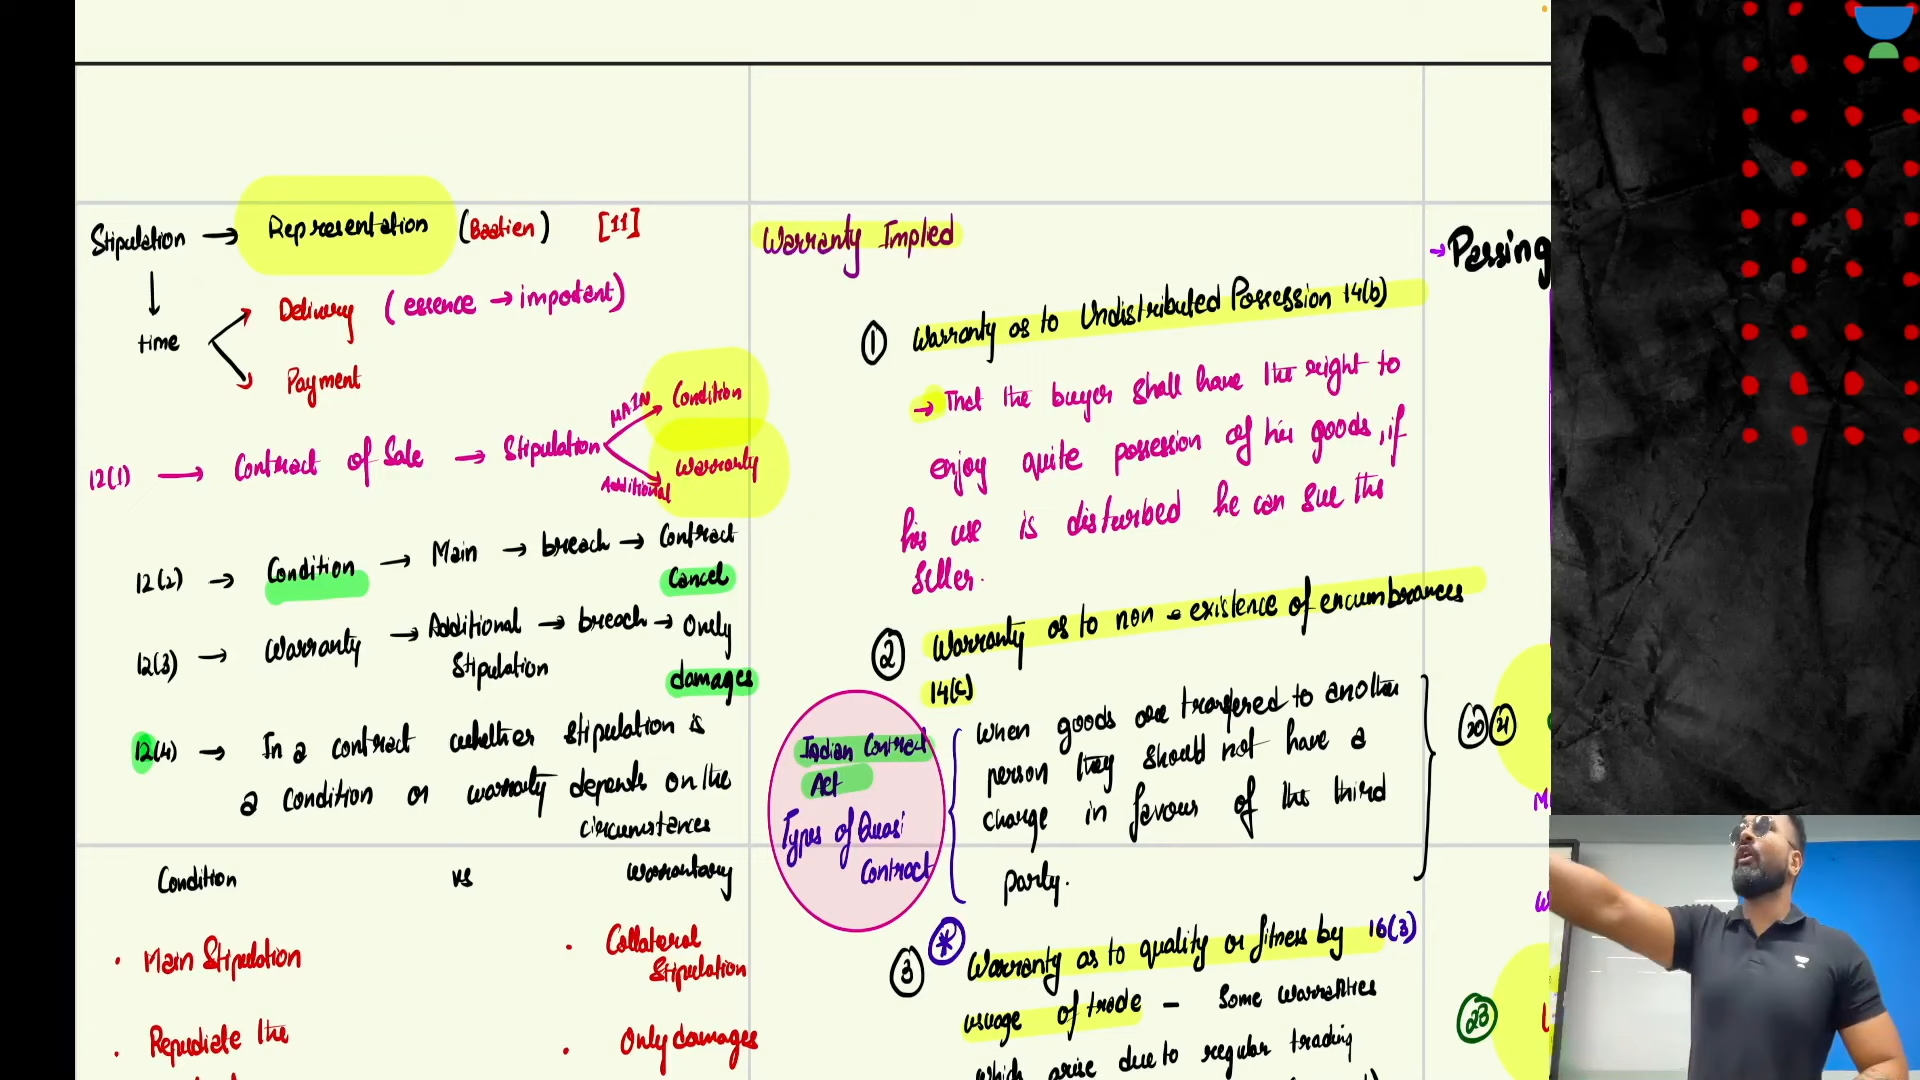 Stipulation → Representation (Baatien) [11]
time
Delivery (essence → important)
Payment
12(1) → Contract of Sale → Stipulation
MAIN
Condition
Additional
Warranty
12(2) → Condition → Main → breach → Contract
Cancel
12(3) → Warranty → Additional → breach → Only
Stipulation
damages
12(4) → In a contract whether stipulation is
a condition or warranty depends on the
circumstances
Condition vs Warrantary
· Main Stipulation
· Collateral
Stipulation
· Repudiate the
· Only damages
Warranty Implied
① Warranty as to Undistributed Possession 14(b)
→ That the buyer shall have the right to
enjoy quite possession of his goods, if
his use is disturbed he can sue the
seller.
② Warranty as to non - existence of encumbrances
14(c)
Indian Contract
Act
Types of Quasi
Contract
When goods are transfered to another
person they should not have a
charge in favour of the third
party.
③ * Warranty as to quality or fitness by 16(3)
usuage of trade – Some warranties
which arise due to regular trading
→ Passing
20 21
23